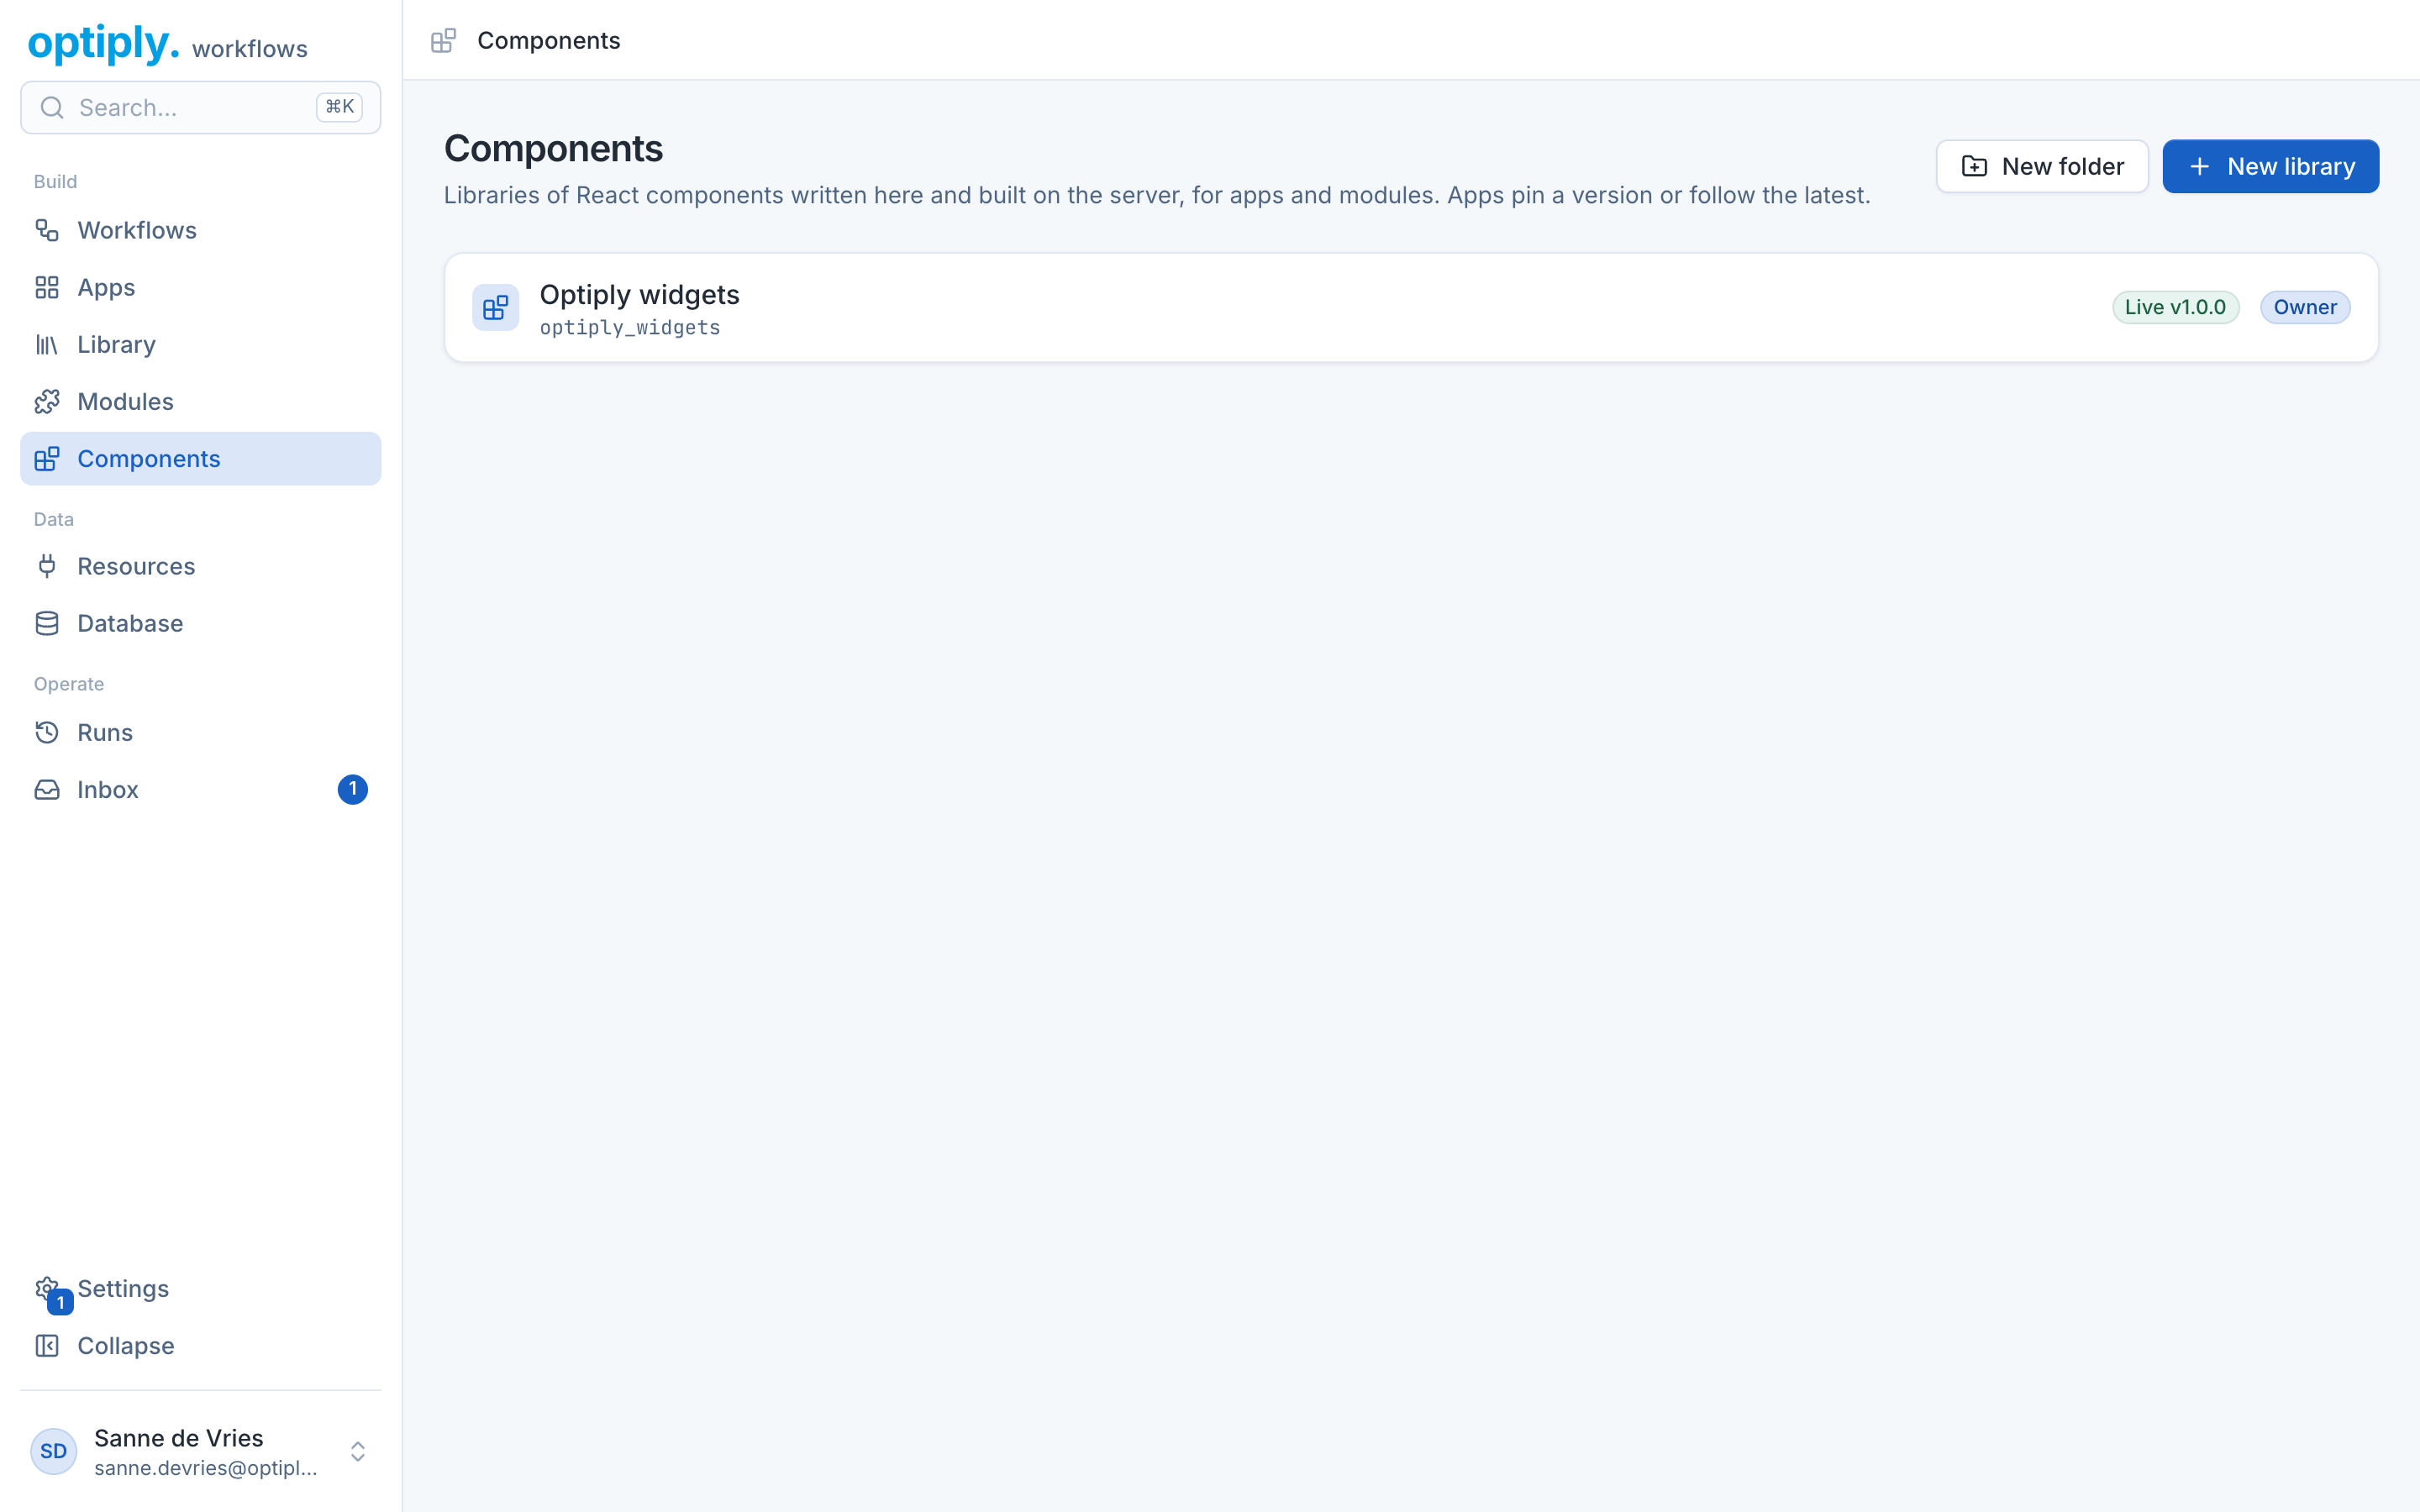 optiply. workflows
Search...
⌘K
Build
Workflows
Apps
Library
Modules
Components
Data
Resources
Database
Operate
Runs
Inbox
1
Settings
1
Collapse
SD
Sanne de Vries
sanne.devries@optipl...
Components
Components
Libraries of React components written here and built on the server, for apps and modules. Apps pin a version or follow the latest.
New folder
New library
Optiply widgets
optiply_widgets
Live v1.0.0
Owner